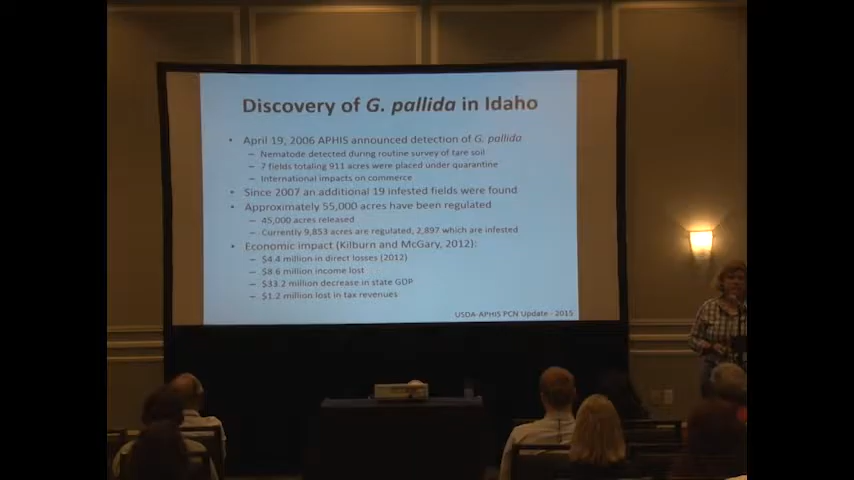 Discovery of G. pallida in Idaho
• April 19, 2006 APHIS announced detection of G. pallida
– Nematode detected during routine survey of tare soil
– 7 fields totaling 911 acres were placed under quarantine
– International impacts on commerce
• Since 2007 an additional 19 infested fields were found
• Approximately 55,000 acres have been regulated
– 45,000 acres released
– Currently 9,853 acres are regulated, 2,897 which are infested
• Economic impact (Kilburn and McGary, 2012):
– $4.4 million in direct losses (2012)
– $8.6 million income lost
– $33.2 million decrease in state GDP
– $1.2 million lost in tax revenues
USDA-APHIS PCN Update - 2015